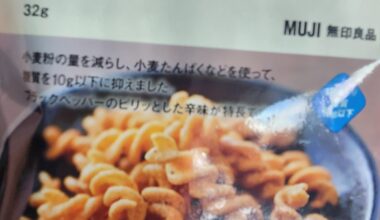 32g
MUJI 無印良品
小麦粉の量を減らし、小麦たんぱくなどを使って、
糖質を10g以下に抑えました
ブラックペッパーのピリッとした辛味が特長で
以下